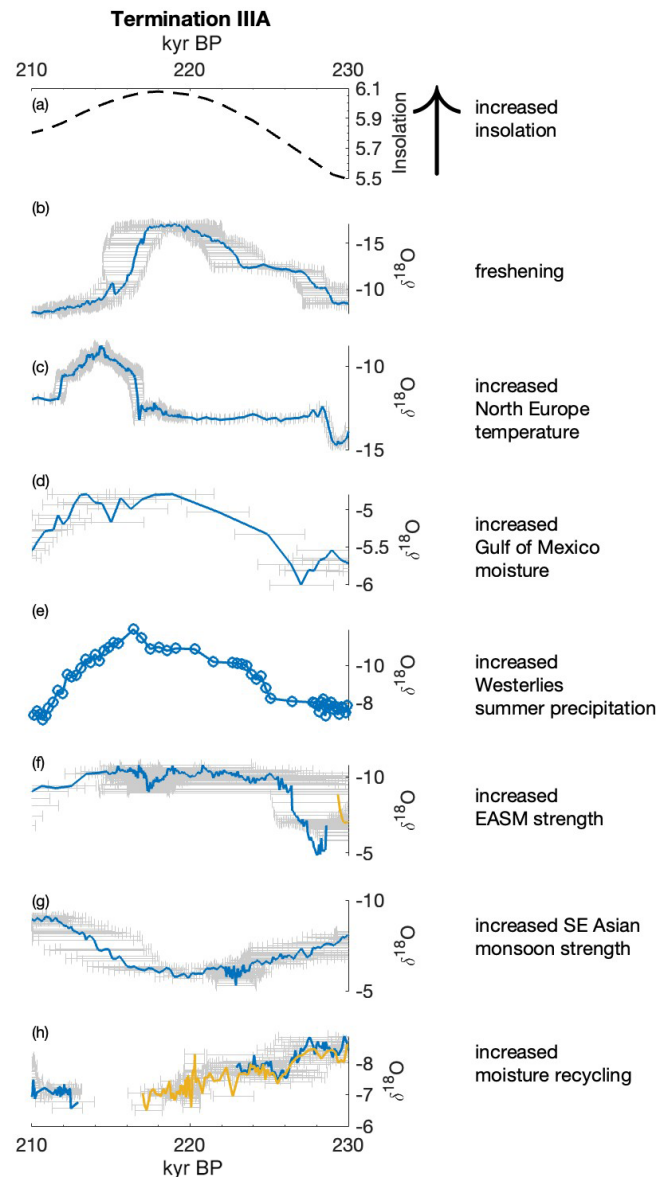 Termination IIIA
kyr BP
210 220 230
(a)
6.1
5.9
5.7
5.5
Insolation
increased
insolation
(b)
-15
-10
δ18O
freshening
(c)
-10
-15
δ18O
increased
North Europe
temperature
(d)
-5
-5.5
-6
δ18O
increased
Gulf of Mexico
moisture
(e)
-10
-8
δ18O
increased
Westerlies
summer precipitation
(f)
-10
-5
δ18O
increased
EASM strength
(g)
-10
-5
δ18O
increased SE Asian
monsoon strength
(h)
-8
-7
-6
δ18O
increased
moisture recycling
210 220 230
kyr BP